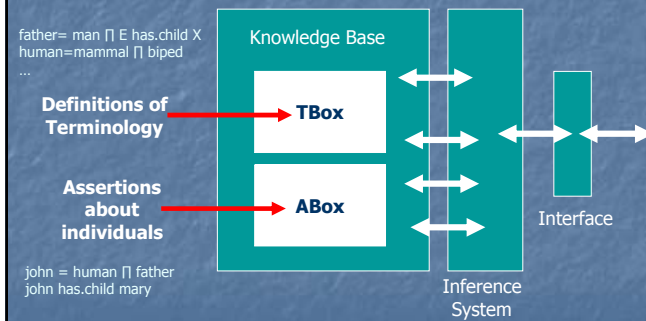 father= man ∏ E has.child X
human=mammal ∏ biped
...
Knowledge Base
Definitions of
Terminology
TBox
Assertions
about
individuals
ABox
Interface
john = human ∏ father
john has.child mary
Inference
System